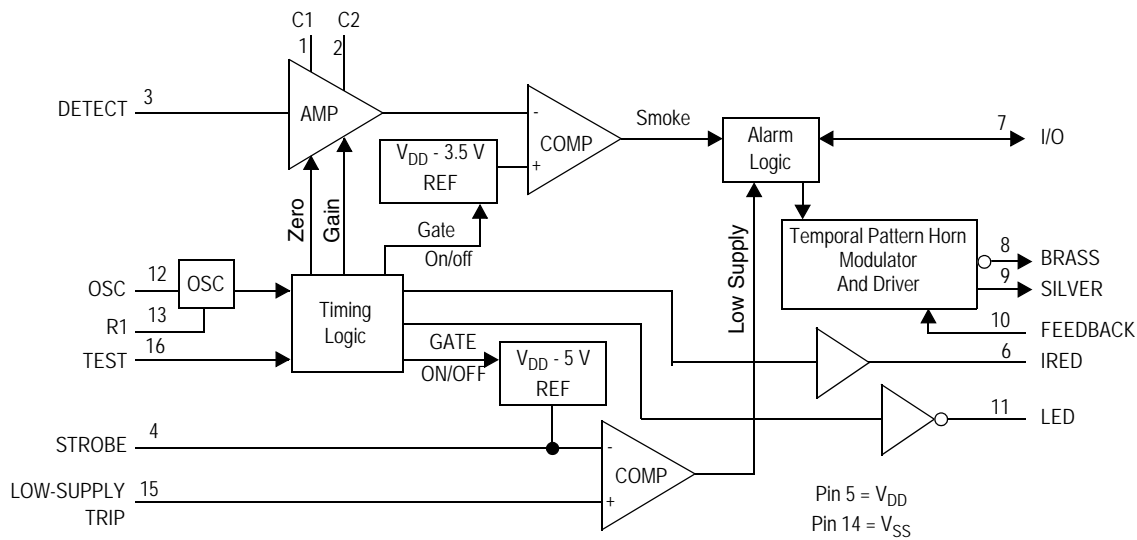 C1 C2
1 2
DETECT 3
AMP
-
+
COMP
Smoke
Alarm
Logic
7 I/O
V_DD - 3.5 V
REF
Zero
Gain
Gate
On/off
Low Supply
Temporal Pattern Horn
Modulator
And Driver
8 BRASS
9 SILVER
10 FEEDBACK
OSC 12
OSC
R1 13
TEST 16
Timing
Logic
GATE
ON/OFF
V_DD - 5 V
REF
6 IRED
11 LED
STROBE 4
-
+
COMP
LOW-SUPPLY 15
TRIP
Pin 5 = V_DD
Pin 14 = V_SS